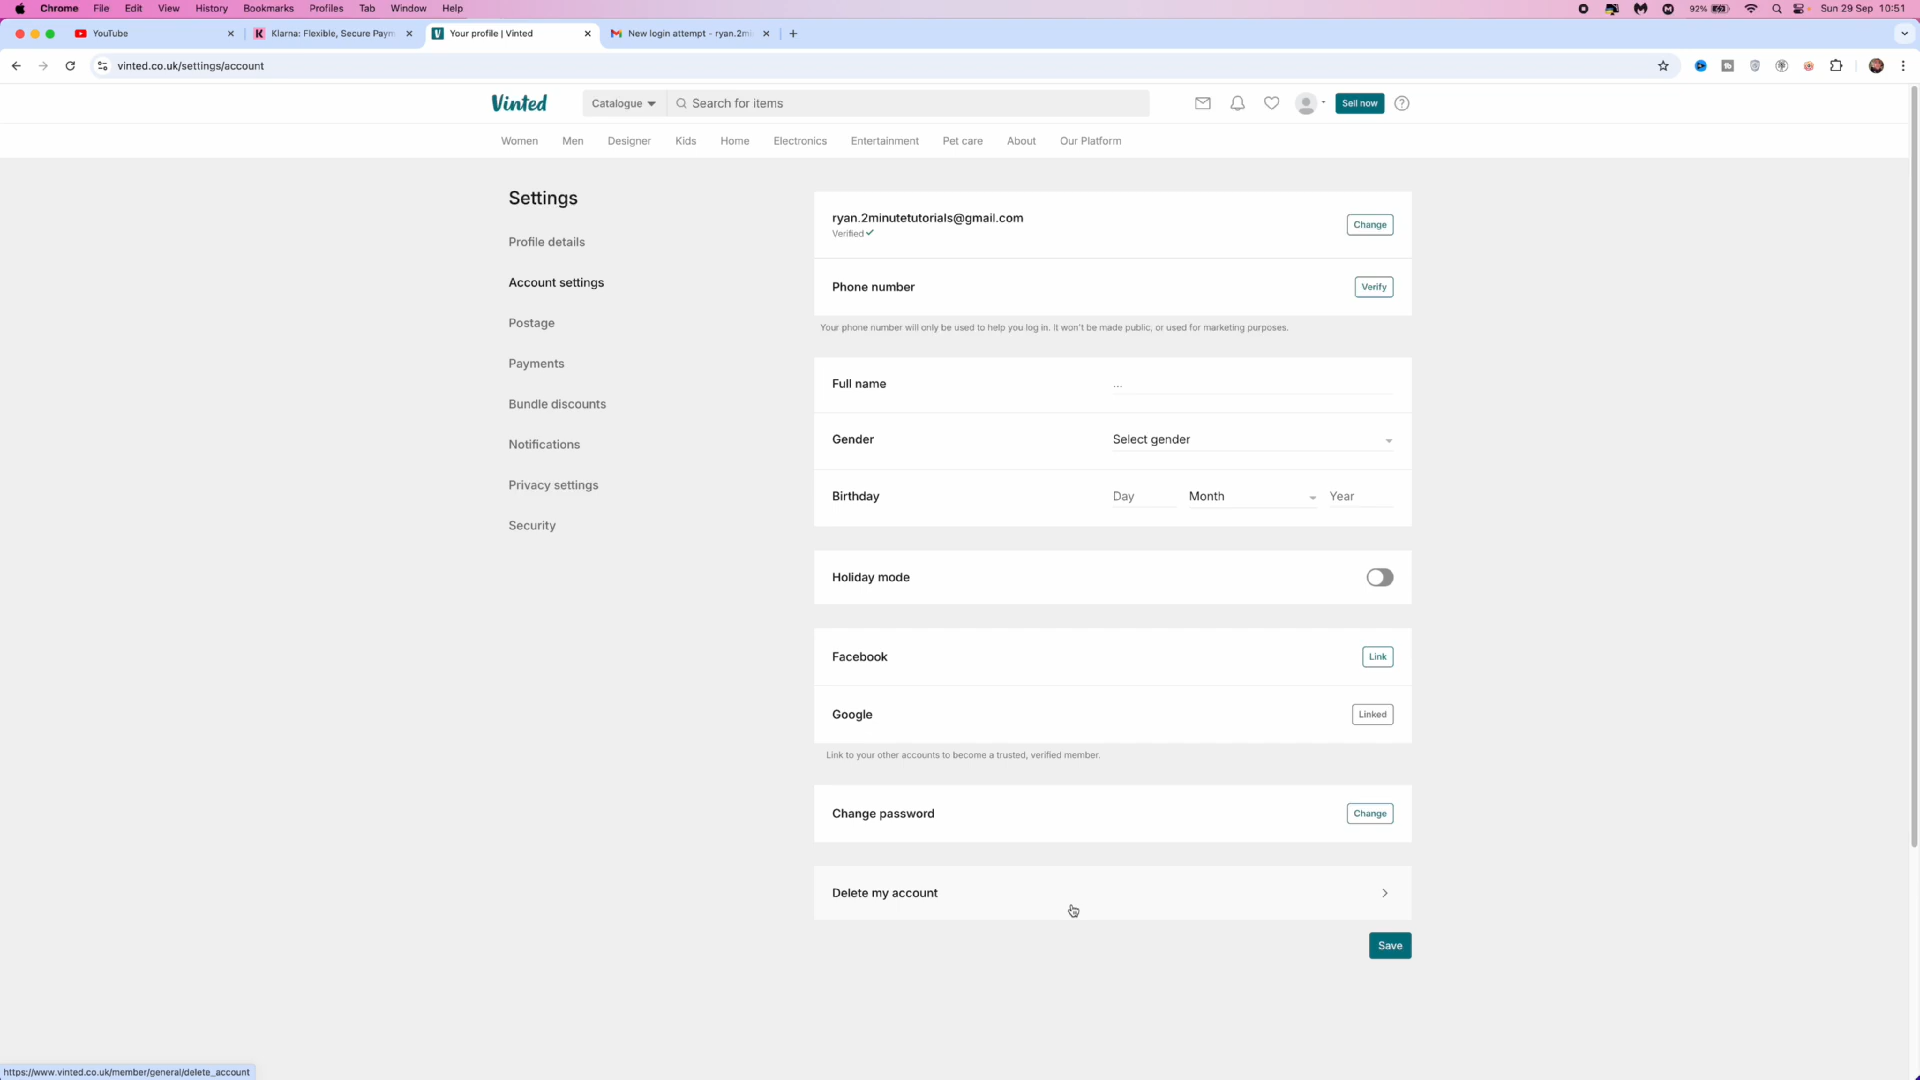 Chrome File Edit View History Bookmarks Profiles Tab Window Help 92% Sun 29 Sep 10:51
YouTube Klarna: Flexible, Secure Paym Your profile | Vinted New login attempt - ryan.2mi
vinted.co.uk/settings/account
Vinted Catalogue Search for items Sell now
Women Men Designer Kids Home Electronics Entertainment Pet care About Our Platform
Settings
Profile details
Account settings
Postage
Payments
Bundle discounts
Notifications
Privacy settings
Security
ryan.2minutetutorials@gmail.com
Verified
Change
Phone number Verify
Your phone number will only be used to help you log in. It won't be made public, or used for marketing purposes.
Full name ...
Gender Select gender
Birthday Day Month Year
Holiday mode
Facebook Link
Google Linked
Link to your other accounts to become a trusted, verified member.
Change password Change
Delete my account
Save
https://www.vinted.co.uk/member/general/delete_account